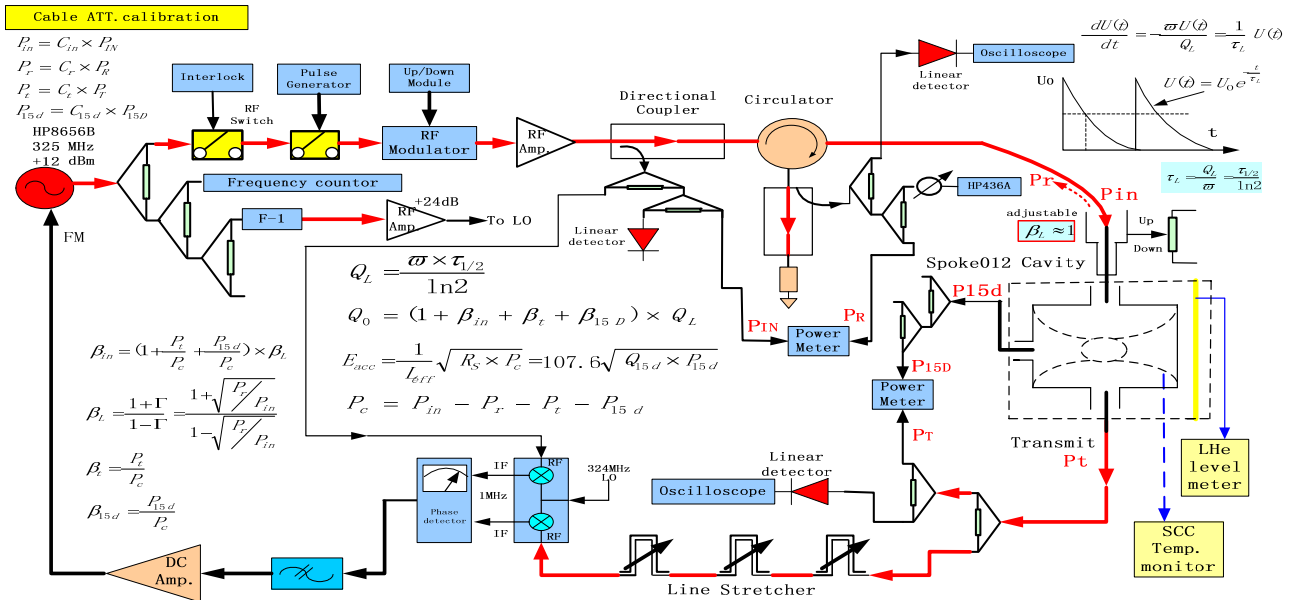 Cable ATT.calibration
P_in = C_in × P_IN
P_r = C_r × P_R
P_t = C_t × P_T
P_15d = C_15d × P_15D
HP8656B
325 MHz
+12 dBm
FM
Interlock
RF
Switch
Pulse
Generator
Up/Down
Module
RF
Modulator
RF
Amp.
Directional
Coupler
Circulator
Linear
detector
Oscilloscope
dU(t)/dt = -ϖU(t)/Q_L = 1/τ_L U(t)
Uo
U(t) = U_0 e^(-t/τ_L)
t
τ_L = Q_L/ϖ = τ_1/2/ln2
Frequency countor
F-1
RF
Amp
+24dB
To LO
Linear
detector
HP436A
Pr
Pin
adjustable
β_L ≈ 1
Up
Down
Spoke012 Cavity
P15d
Q_L = ϖ × τ_1/2 / ln2
Q_0 = (1 + β_in + β_t + β_15D) × Q_L
E_acc = 1/L_eff √(R_S × P_c) = 107.6√(Q_15d × P_15d)
P_c = P_in − P_r − P_t − P_15d
PIN
PR
Power
Meter
P15D
Power
Meter
PT
β_in = (1 + P_t/P_c + P_15d/P_c) × β_L
β_L = (1+Γ)/(1−Γ) = (1+√(P_r/P_in))/(1−√(P_r/P_in))
β_t = P_t/P_c
β_15d = P_15d/P_c
Transmit
Pt
LHe
level
meter
SCC
Temp.
monitor
Linear
detector
Oscilloscope
Phase
detector
IF
1MHz
IF
RF
RF
324MHz
LO
DC
Amp.
Line Stretcher